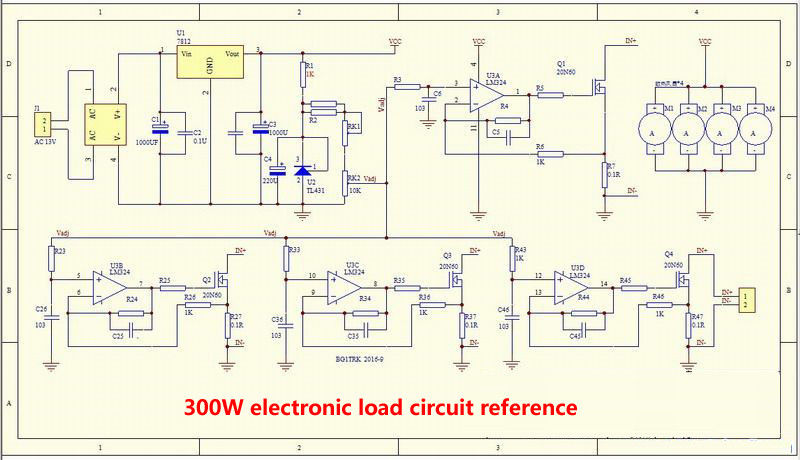 1 2 3 4
D D
U1
7812
Vin Vout
GND
1 3
2
VCC
R1
1K
R2
RK1
J1
2
1
AC 13V
AC V+
AC V-
1 2
3 4
C1
1000UF
C2
0.1U
C3
1000U
C4
220U
U2
TL431
1
2
3
RK2
10K
Vadj
Vadj
R3
C6
103
VCC
4
U3A
LM324
3
2
1
11
R4
C5
R5
Q1
20N60
IN+
R6
1K
R7
0.1R
IN-
VCC
M1 M2 M3 M4
+ + + +
A A A A
- - - -
C C
Vadj Vadj Vadj
R23
C26
103
U3B
LM324
5
6
7
R24
C25
R25
R26
1K
Q2
20N60
IN+
R27
0.1R
IN-
R33
C36
103
U3C
LM324
10
9
8
R34
C35
R35
R36
1K
Q3
20N60
IN+
R37
0.1R
IN-
R43
1K
C46
103
U3D
LM324
12
13
14
R44
C45
R45
R46
1K
Q4
20N60
IN+
R47
0.1R
IN-
IN+
IN-
1
2
B B
BG1TRK 2016-9
A A
300W electronic load circuit reference
1 2 3 4